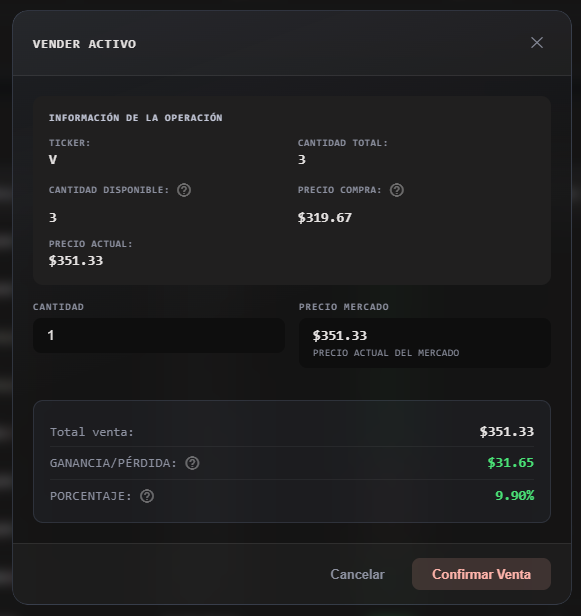 VENDER ACTIVO
INFORMACIÓN DE LA OPERACIÓN
TICKER:
V
CANTIDAD TOTAL:
3
CANTIDAD DISPONIBLE: ?
3
PRECIO COMPRA: ?
$319.67
PRECIO ACTUAL:
$351.33
CANTIDAD
1
PRECIO MERCADO
$351.33
PRECIO ACTUAL DEL MERCADO
Total venta: $351.33
GANANCIA/PÉRDIDA: ? $31.65
PORCENTAJE: ? 9.90%
Cancelar
Confirmar Venta